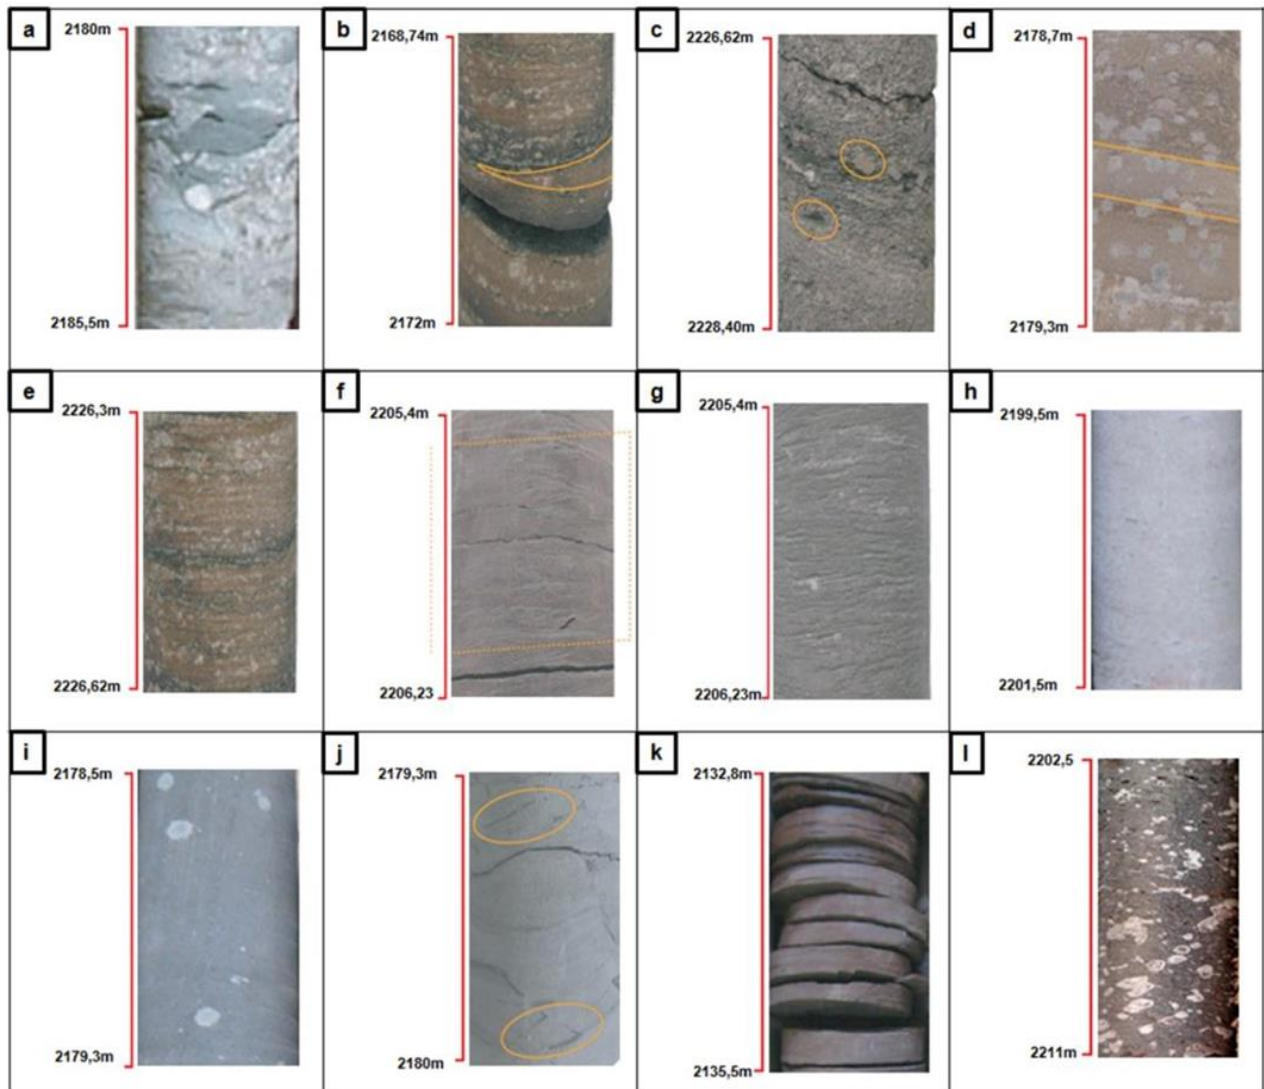 a
2180m
2185,5m
b
2168,74m
2172m
c
2226,62m
2228,40m
d
2178,7m
2179,3m
e
2226,3m
2226,62m
f
2205,4m
2206,23
g
2205,4m
2206,23m
h
2199,5m
2201,5m
i
2178,5m
2179,3m
j
2179,3m
2180m
k
2132,8m
2135,5m
l
2202,5
2211m